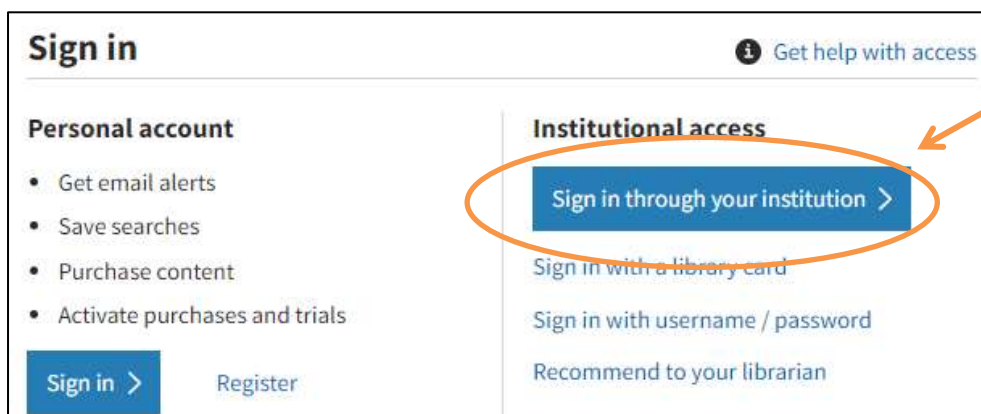 Sign in
Get help with access
Personal account
• Get email alerts
• Save searches
• Purchase content
• Activate purchases and trials
Sign in >
Register
Institutional access
Sign in through your institution >
Sign in with a library card
Sign in with username / password
Recommend to your librarian